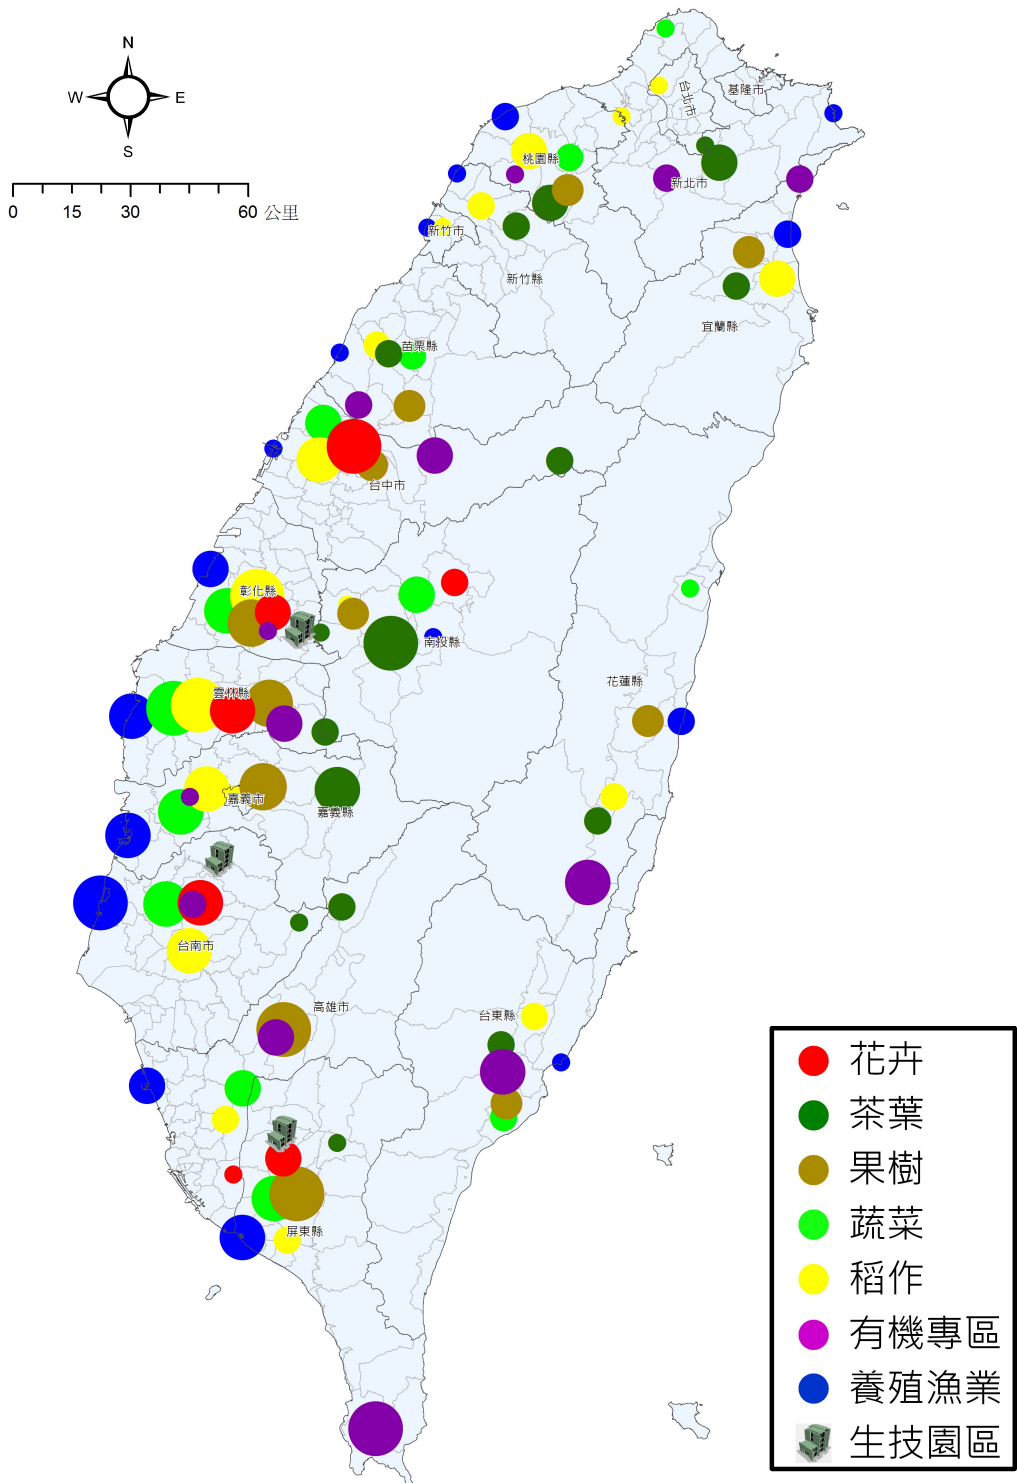 N
W E
S
0 15 30 60 公里
基隆市
台北市
桃園縣
新北市
新竹市
新竹縣
宜蘭縣
苗栗縣
台中市
彰化縣
南投縣
花蓮縣
雲林縣
嘉義市
嘉義縣
台南市
高雄市
台東縣
屏東縣
花卉
茶葉
果樹
蔬菜
稻作
有機專區
養殖漁業
生技園區